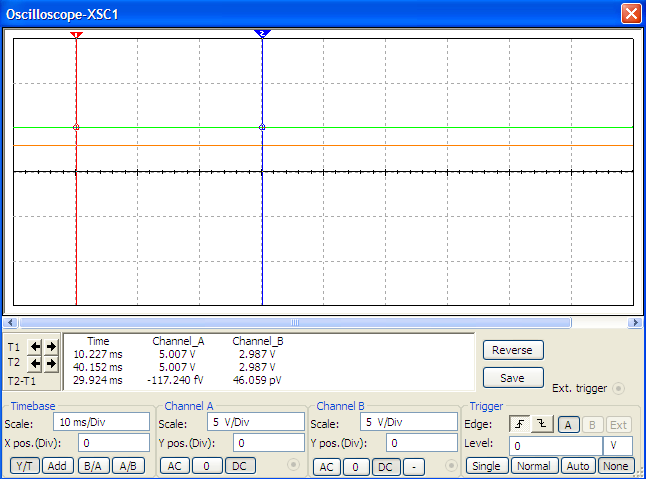 Oscilloscope-XSC1
1 2
Time Channel_A Channel_B
T1 10.227 ms 5.007 V 2.987 V
T2 40.152 ms 5.007 V 2.987 V
T2-T1 29.924 ms -117.240 fV 46.059 pV
Reverse
Save
Ext. trigger
Timebase
Scale: 10 ms/Div
X pos.(Div): 0
Y/T Add B/A A/B
Channel A
Scale: 5 V/Div
Y pos.(Div): 0
AC 0 DC
Channel B
Scale: 5 V/Div
Y pos.(Div): 0
AC 0 DC -
Trigger
Edge: A B Ext
Level: 0 V
Single Normal Auto None